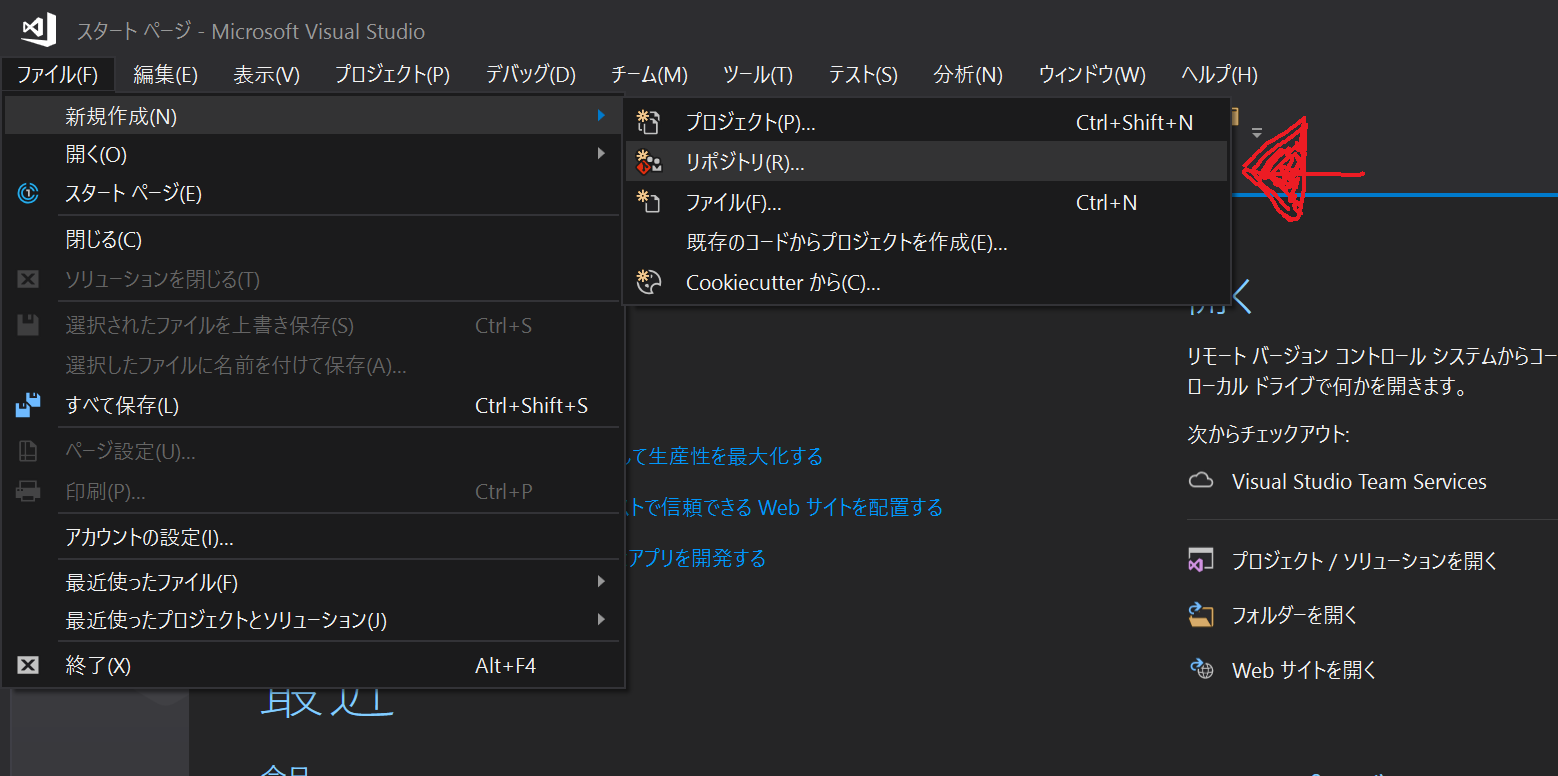 スタート ページ - Microsoft Visual Studio
ファイル(F) 編集(E) 表示(V) プロジェクト(P) デバッグ(D) チーム(M) ツール(T) テスト(S) 分析(N) ウィンドウ(W) ヘルプ(H)
新規作成(N)
開く(O)
スタート ページ(E)
閉じる(C)
ソリューションを閉じる(T)
選択されたファイルを上書き保存(S) Ctrl+S
選択したファイルに名前を付けて保存(A)...
すべて保存(L) Ctrl+Shift+S
ページ設定(U)...
印刷(P)... Ctrl+P
アカウントの設定(I)...
最近使ったファイル(F)
最近使ったプロジェクトとソリューション(J)
終了(X) Alt+F4
プロジェクト(P)... Ctrl+Shift+N
リポジトリ(R)...
ファイル(F)... Ctrl+N
既存のコードからプロジェクトを作成(E)...
Cookiecutter から(C)...
て生産性を最大化する
トで信頼できる Web サイトを配置する
アプリを開発する
最近
開く
リモート バージョン コントロール システムからコー
ローカル ドライブで何かを開きます。
次からチェックアウト:
Visual Studio Team Services
プロジェクト / ソリューションを開く
フォルダーを開く
Web サイトを開く